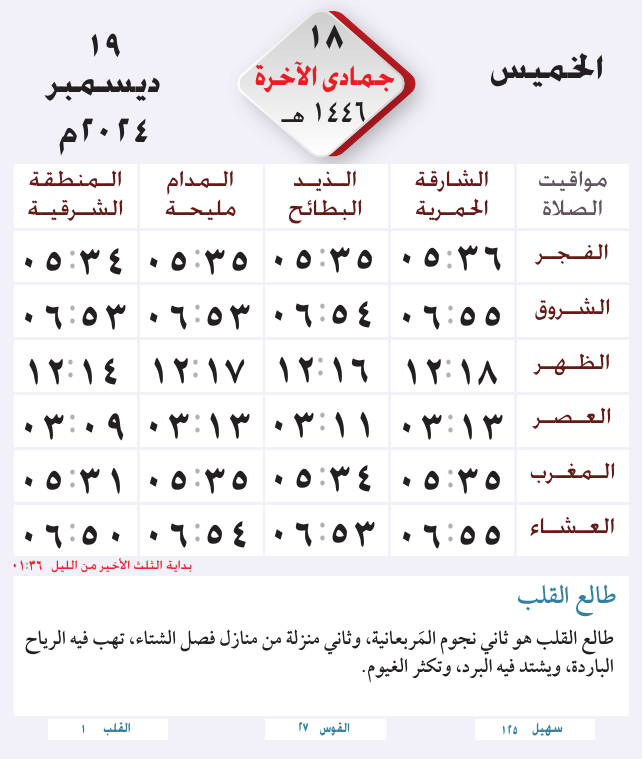 الخميس
١٨
جمادى الآخرة
١٤٤٦ هـ
١٩
ديسمبر
٢٠٢٤م
مواقيت الصلاة | الشارقة الحمرية | الذيد البطائح | المدام مليحة | المنطقة الشرقية
الفجر ٠٥:٣٦ ٠٥:٣٥ ٠٥:٣٥ ٠٥:٣٤
الشروق ٠٦:٥٥ ٠٦:٥٤ ٠٦:٥٣ ٠٦:٥٣
الظهر ١٢:١٨ ١٢:١٦ ١٢:١٧ ١٢:١٤
العصر ٠٣:١٣ ٠٣:١١ ٠٣:١٣ ٠٣:٠٩
المغرب ٠٥:٣٥ ٠٥:٣٤ ٠٥:٣٥ ٠٥:٣١
العشاء ٠٦:٥٥ ٠٦:٥٣ ٠٦:٥٤ ٠٦:٥٠
بداية الثلث الأخير من الليل ٠١:٣٦
طالع القلب
طالع القلب هو ثاني نجوم المَربعانية، وثاني منزلة من منازل فصل الشتاء، تهب فيه الرياح
الباردة، ويشتد فيه البرد، وتكثر الغيوم.
سهيل ١٢٥
القوس ٢٧
القلب ١